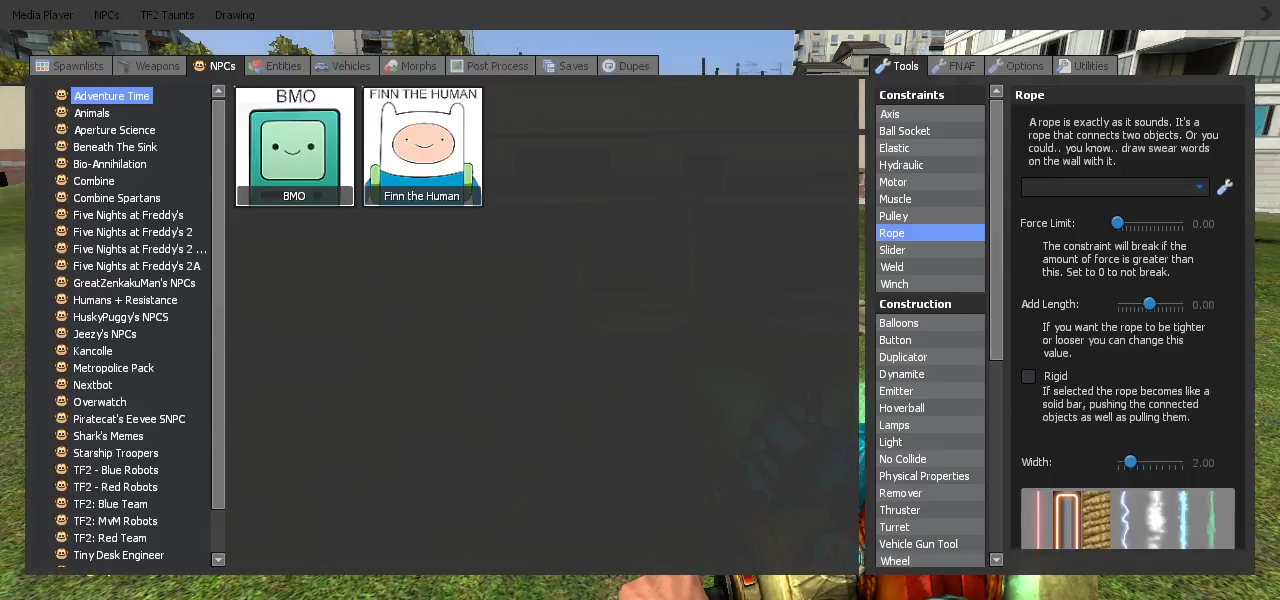 Media Player NPCs TF2 Taunts Drawing
Spawnlists Weapons NPCs Entities Vehicles Morphs Post Process Saves Dupes
Tools FNAF Options Utilities
Adventure Time
Animals
Aperture Science
Beneath The Sink
Bio-Annihilation
Combine
Combine Spartans
Five Nights at Freddy's
Five Nights at Freddy's 2
Five Nights at Freddy's 2 ...
Five Nights at Freddy's 2A
GreatZenkakuMan's NPCs
Humans + Resistance
HuskyPuggy's NPCS
Jeezy's NPCs
Kancolle
Metropolice Pack
Nextbot
Overwatch
Piratecat's Eevee SNPC
Shark's Memes
Starship Troopers
TF2 - Blue Robots
TF2 - Red Robots
TF2: Blue Team
TF2: MvM Robots
TF2: Red Team
Tiny Desk Engineer
BMO
BMO
FINN THE HUMAN
Finn the Human
Constraints
Axis
Ball Socket
Elastic
Hydraulic
Motor
Muscle
Pulley
Rope
Slider
Weld
Winch
Construction
Balloons
Button
Duplicator
Dynamite
Emitter
Hoverball
Lamps
Light
No Collide
Physical Properties
Remover
Thruster
Turret
Vehicle Gun Tool
Wheel
Rope
A rope is exactly as it sounds. It's a
rope that connects two objects. Or you
could.. you know.. draw swear words
on the wall with it.
Force Limit: 0.00
The constraint will break if the
amount of force is greater than
this. Set to 0 to not break.
Add Length: 0.00
If you want the rope to be tighter
or looser you can change this
value.
Rigid
If selected the rope becomes like a
solid bar, pushing the connected
objects as well as pulling them.
Width: 2.00